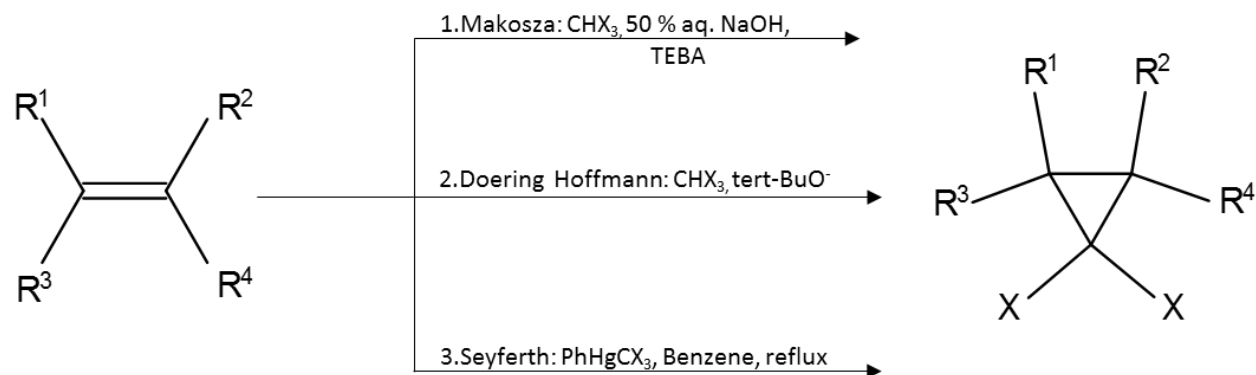 1.Makosza: CHX₃, 50 % aq. NaOH,
TEBA
R¹ R²
R¹ R²
2.Doering Hoffmann: CHX₃, tert-BuO⁻
R³ R⁴
R³ R⁴
X X
3.Seyferth: PhHgCX₃, Benzene, reflux